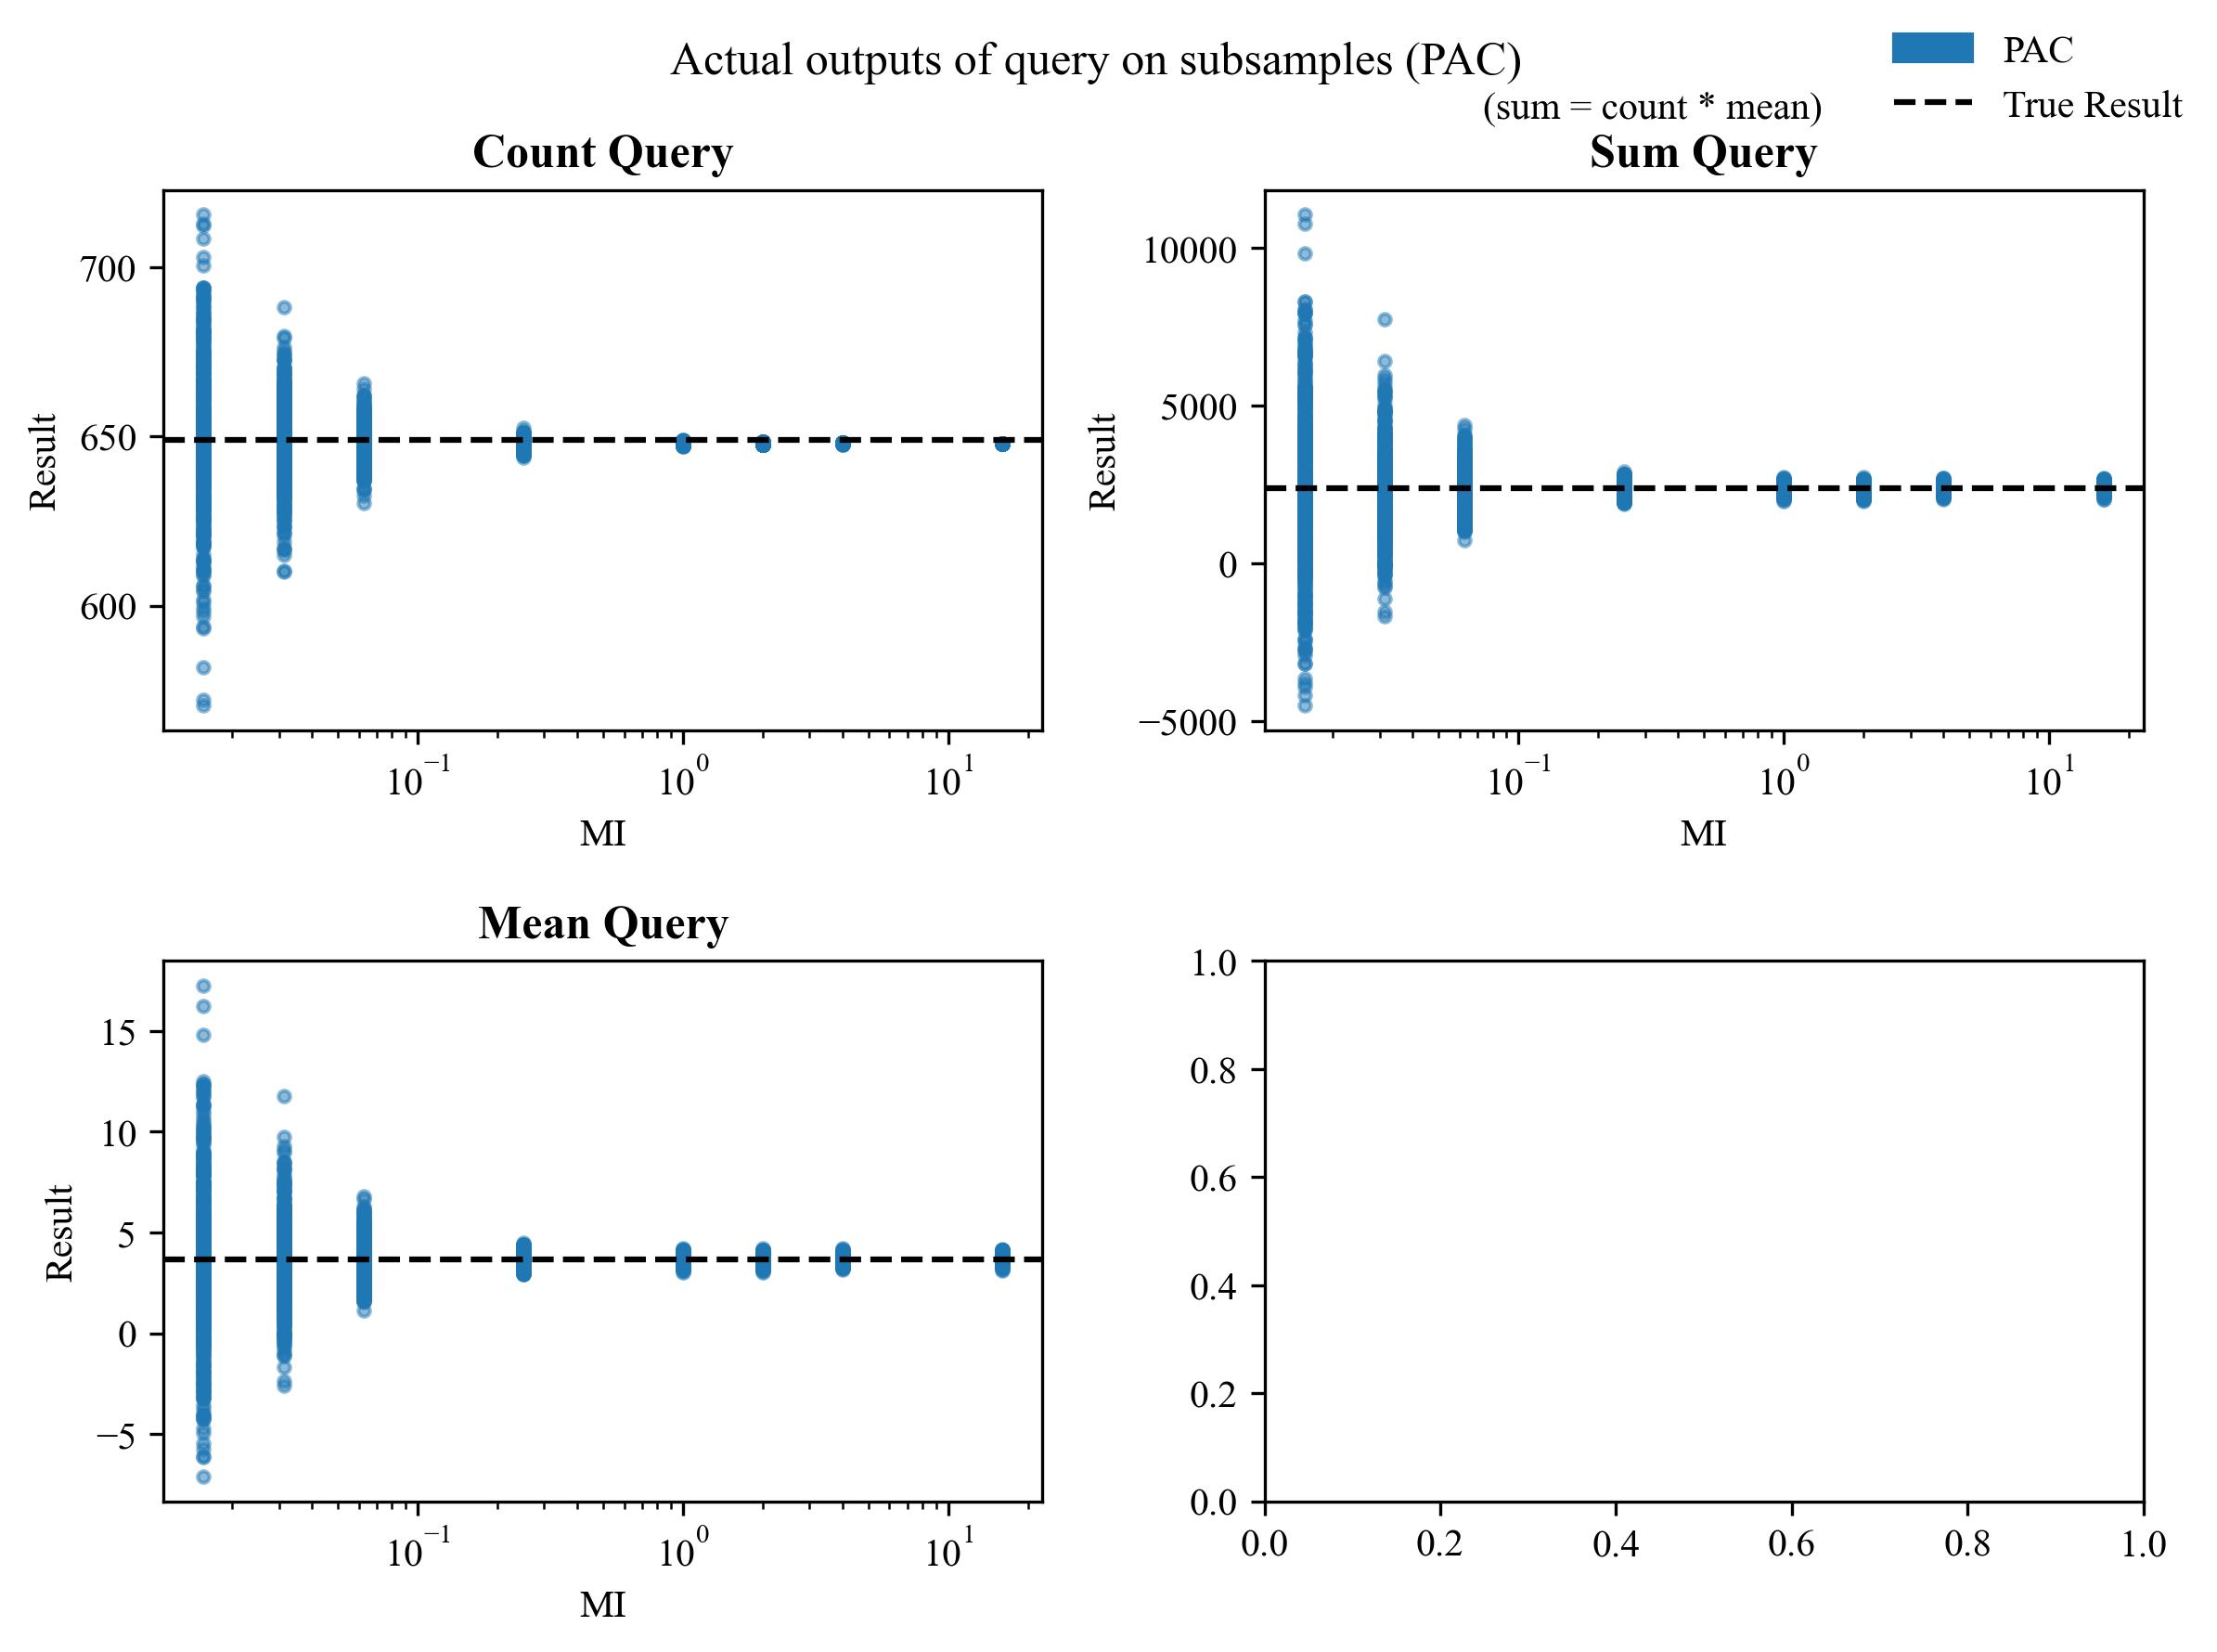 Actual outputs of query on subsamples (PAC)
PAC
True Result
(sum = count * mean)
Count Query
700
650
600
Result
10⁻¹
10⁰
10¹
MI
Sum Query
10000
5000
0
−5000
Result
10⁻¹
10⁰
10¹
MI
Mean Query
15
10
5
0
−5
Result
10⁻¹
10⁰
10¹
MI
1.0
0.8
0.6
0.4
0.2
0.0
0.0
0.2
0.4
0.6
0.8
1.0